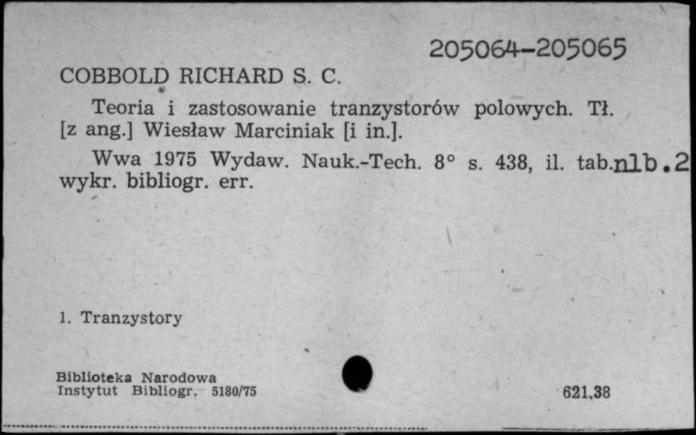 205064-205065
COBBOLD RICHARD S. C.
Teoria i zastosowanie tranzystorów polowych. Tł.
[z ang.] Wiesław Marciniak [i in.].
Wwa 1975 Wydaw. Nauk.-Tech. 8° s. 438, il. tab.nlb.2
wykr. bibliogr. err.
1. Tranzystory
Biblioteka Narodowa
Instytut Bibliogr. 5180/75
621.38